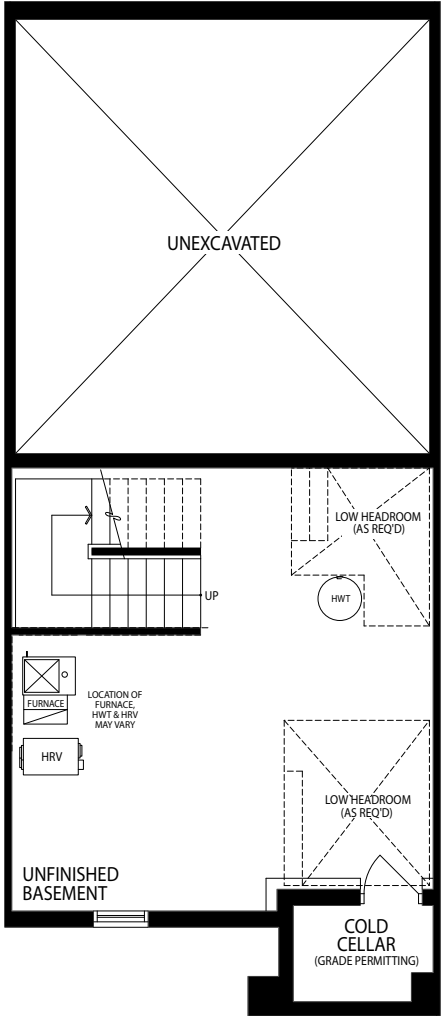 UNEXCAVATED
LOW HEADROOM
(AS REQ'D)
HWT
UP
FURNACE
LOCATION OF
FURNACE,
HWT & HRV
MAY VARY
HRV
LOW HEADROOM
(AS REQ'D)
UNFINISHED
BASEMENT
COLD
CELLAR
(GRADE PERMITTING)